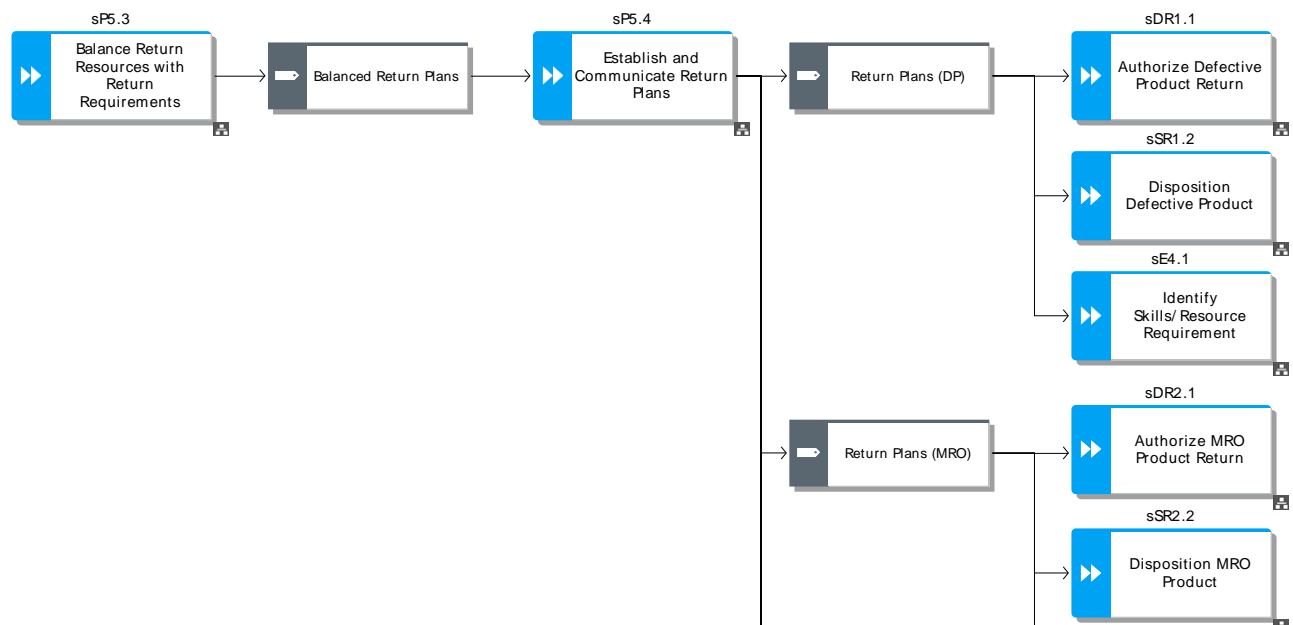 sP5.3
Balance Return
Resources with
Return
Requirements
Balanced Return Plans
sP5.4
Establish and
Communicate Return
Plans
Return Plans (DP)
sDR1.1
Authorize Defective
Product Return
sSR1.2
Disposition
Defective Product
sE4.1
Identify
Skills/Resource
Requirement
Return Plans (MRO)
sDR2.1
Authorize MRO
Product Return
sSR2.2
Disposition MRO
Product